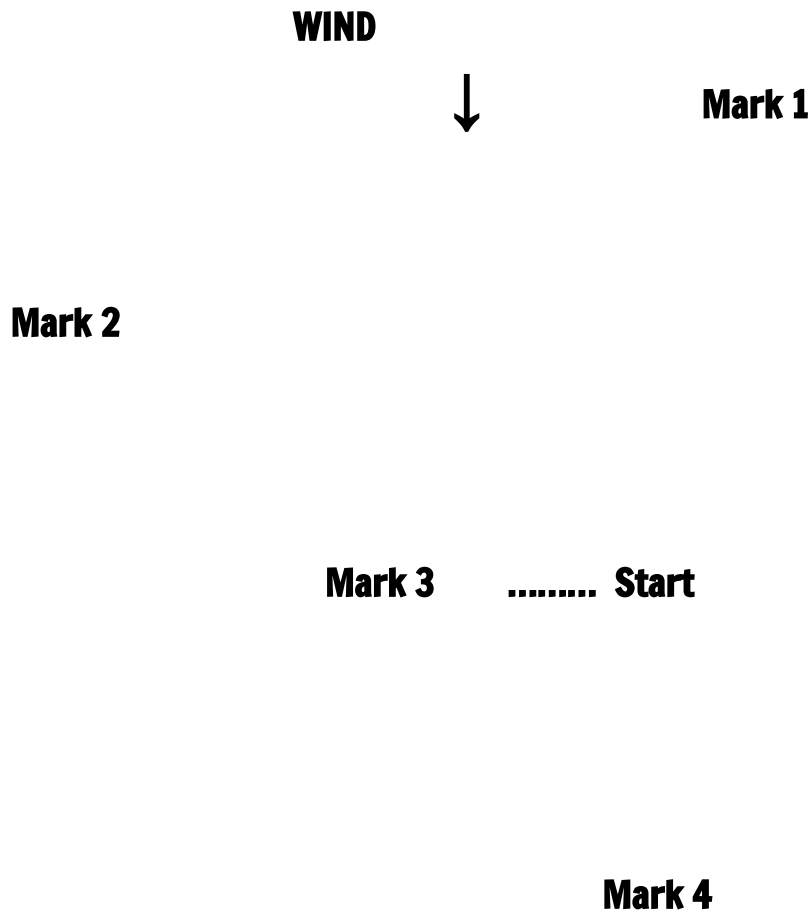 WIND
↓
Mark 1
Mark 2
Mark 3 ......... Start
Mark 4